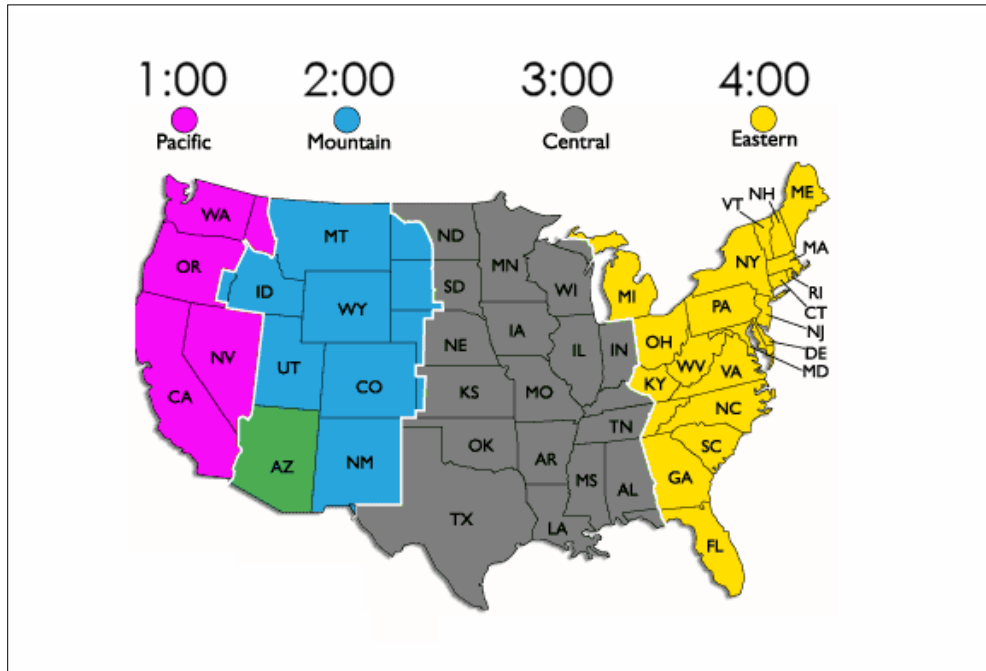 1:00 2:00 3:00 4:00
Pacific Mountain Central Eastern
WA MT ND MN VT NH ME
OR ID WY SD WI MI NY MA
RI
CT
PA NJ
DE
MD
NV UT CO NE IA IL IN OH WV VA
CA KS MO KY NC
AZ NM OK AR TN SC
TX MS AL GA
LA FL